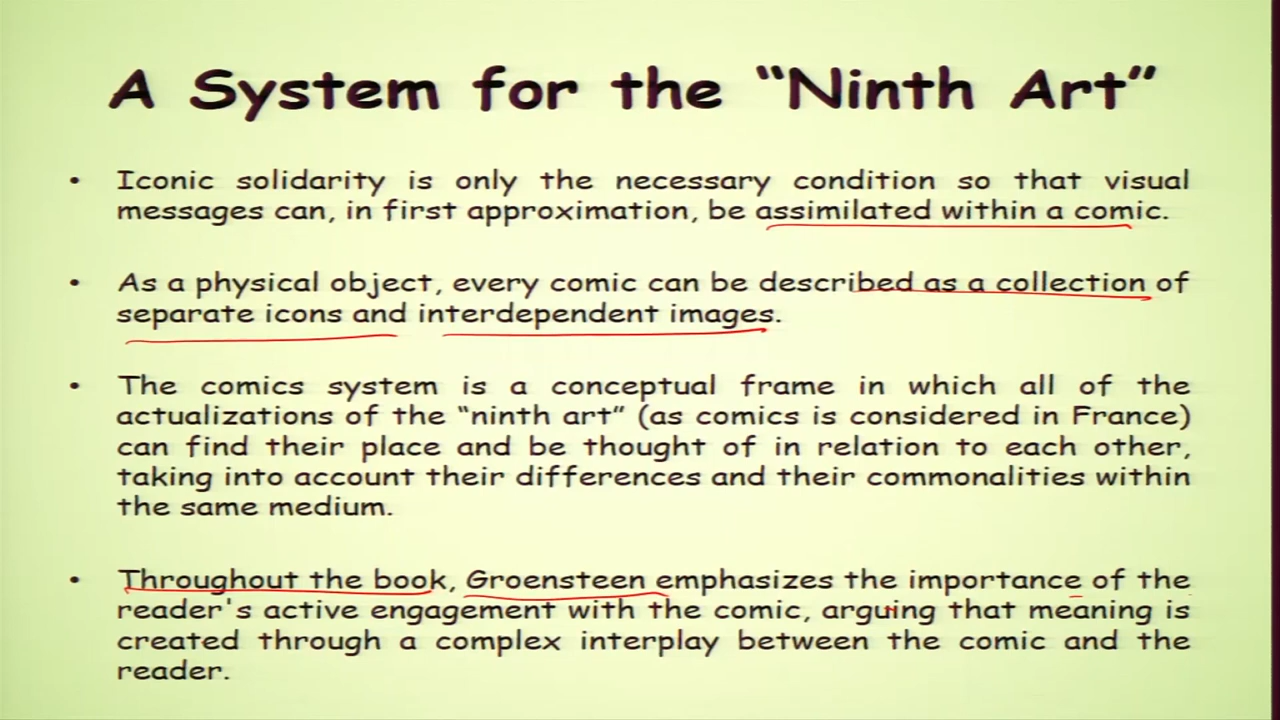 A System for the “Ninth Art”
• Iconic solidarity is only the necessary condition so that visual
messages can, in first approximation, be assimilated within a comic.
• As a physical object, every comic can be described as a collection of
separate icons and interdependent images.
• The comics system is a conceptual frame in which all of the
actualizations of the “ninth art” (as comics is considered in France)
can find their place and be thought of in relation to each other,
taking into account their differences and their commonalities within
the same medium.
• Throughout the book, Groensteen emphasizes the importance of the
reader's active engagement with the comic, arguing that meaning is
created through a complex interplay between the comic and the
reader.